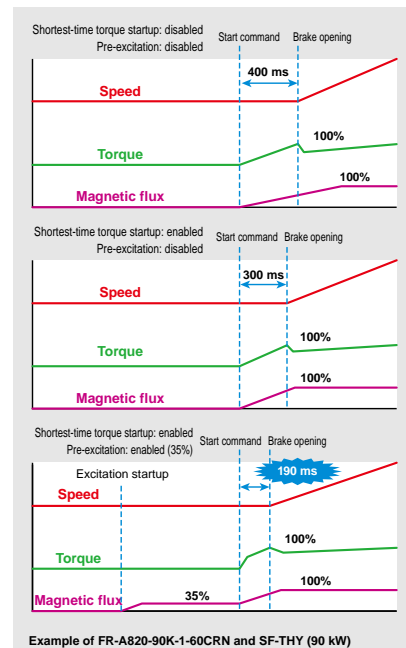 Shortest-time torque startup: disabled
Pre-excitation: disabled
Start command
Brake opening
400 ms
Speed
100%
Torque
100%
Magnetic flux
Shortest-time torque startup: enabled
Pre-excitation: disabled
Start command
Brake opening
300 ms
Speed
100%
Torque
100%
Magnetic flux
Shortest-time torque startup: enabled
Pre-excitation: enabled (35%)
Start command
Brake opening
Excitation startup
190 ms
Speed
100%
Torque
100%
35%
Magnetic flux
Example of FR-A820-90K-1-60CRN and SF-THY (90 kW)